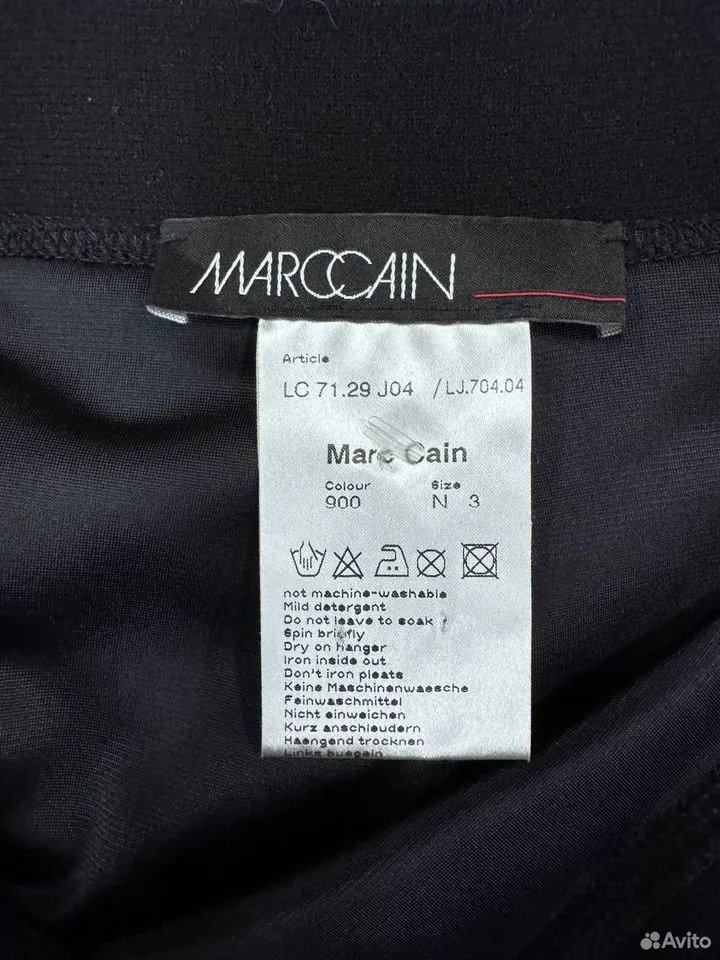 MARCCAIN
Article
LC 71.29 J04 / LJ.704.04
Marc Cain
Colour Size
900 N 3
not machine-washable
Mild detergent
Do not leave to soak
Spin briefly
Dry on hanger
Iron inside out
Don't iron pleats
Keine Maschinenwaesche
Feinwaschmittel
Nicht einweichen
Kurz anschleudern
Haengend trocknen
Links buegeln
Avito